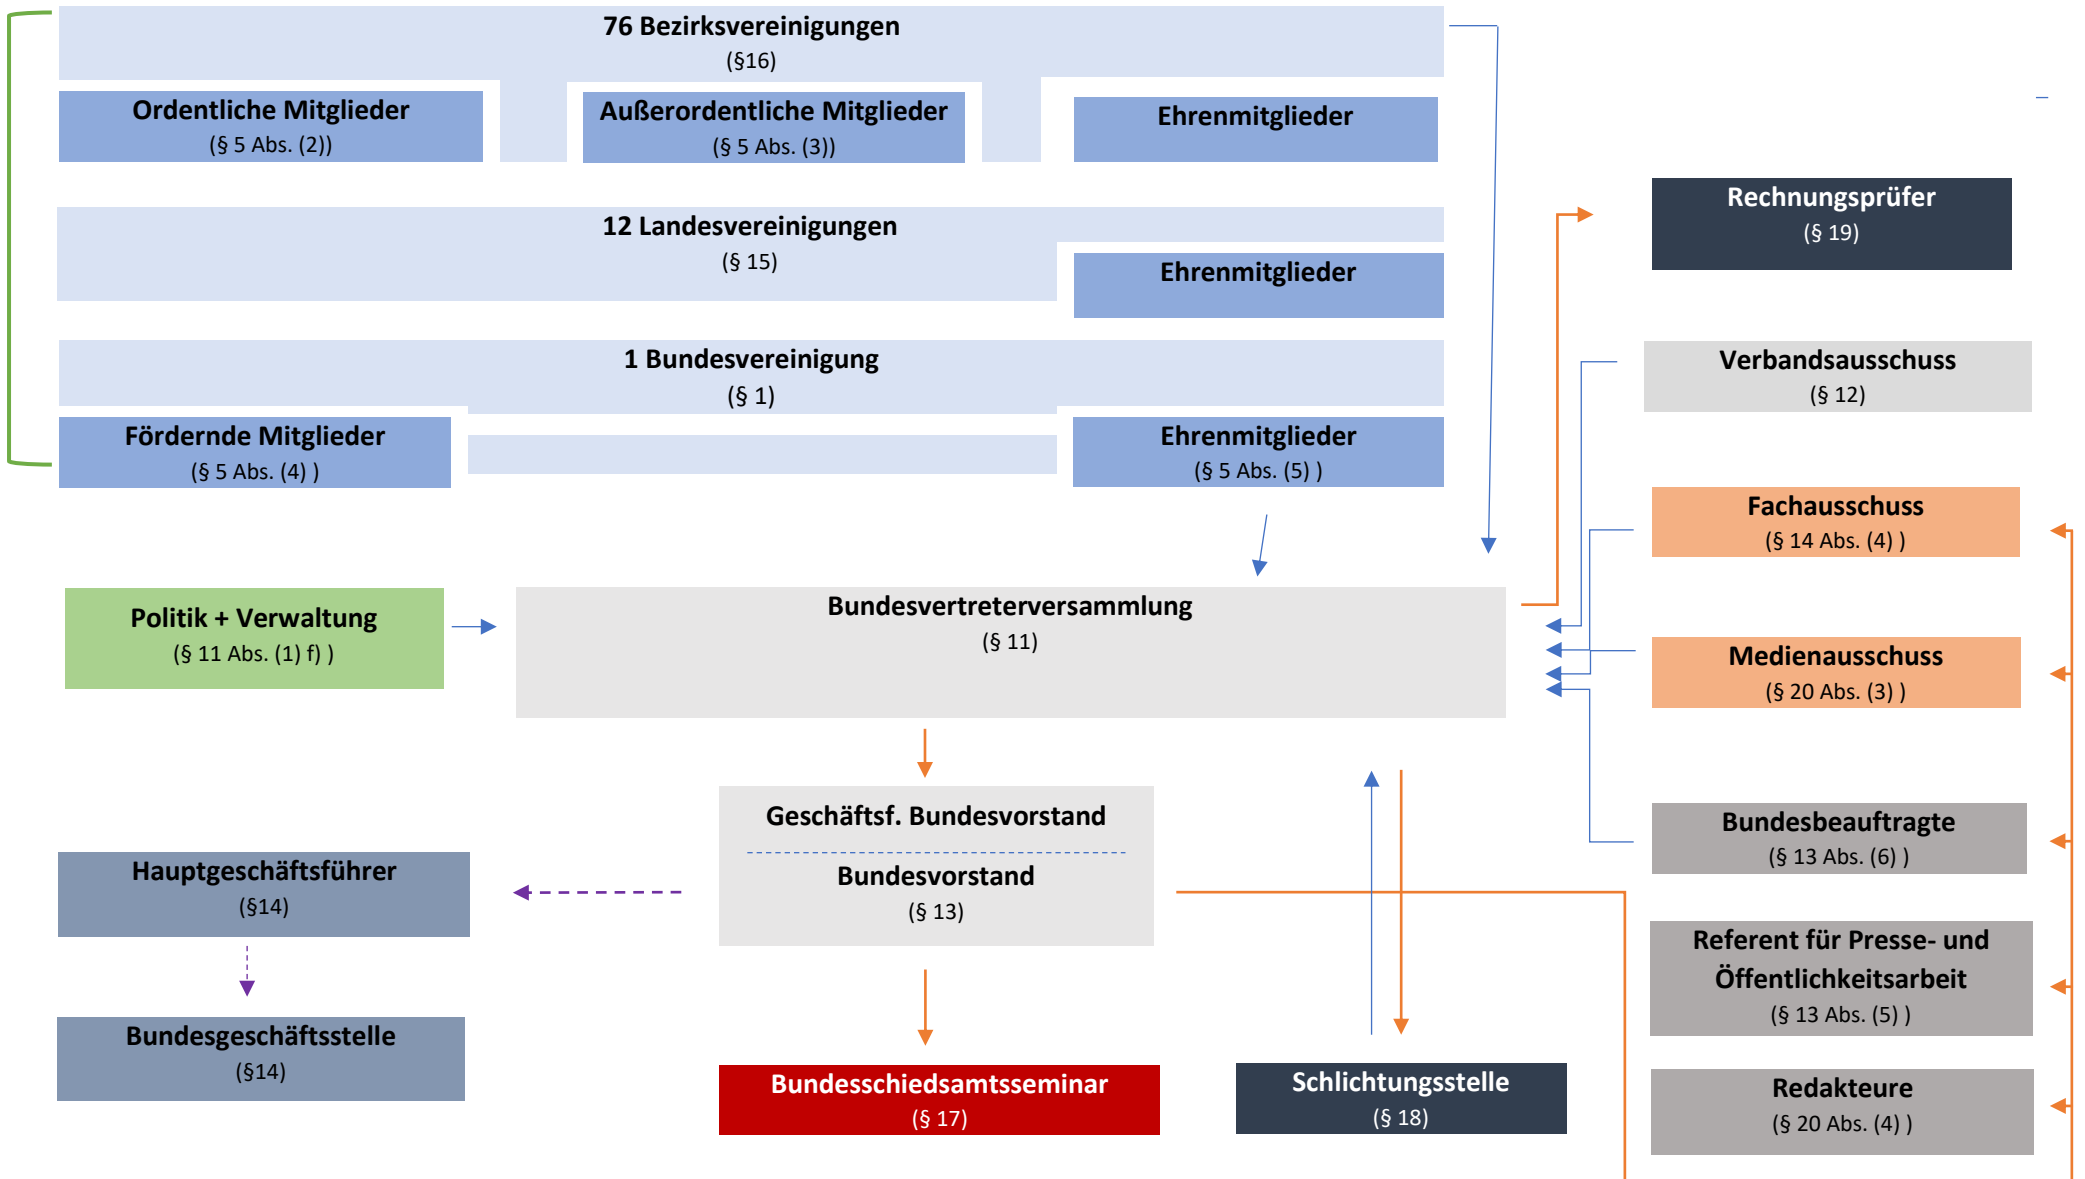 76 Bezirksvereinigungen
(§16)
Ordentliche Mitglieder
(§ 5 Abs. (2))
Außerordentliche Mitglieder
(§ 5 Abs. (3))
Ehrenmitglieder
12 Landesvereinigungen
(§ 15)
Ehrenmitglieder
1 Bundesvereinigung
(§ 1)
Fördernde Mitglieder
(§ 5 Abs. (4) )
Ehrenmitglieder
(§ 5 Abs. (5) )
Politik + Verwaltung
(§ 11 Abs. (1) f) )
Bundesvertreterversammlung
(§ 11)
Geschäftsf. Bundesvorstand
Bundesvorstand
(§ 13)
Hauptgeschäftsführer
(§14)
Bundesgeschäftsstelle
(§14)
Bundesschiedsamtsseminar
(§ 17)
Schlichtungsstelle
(§ 18)
Rechnungsprüfer
(§ 19)
Verbandsausschuss
(§ 12)
Fachausschuss
(§ 14 Abs. (4) )
Medienausschuss
(§ 20 Abs. (3) )
Bundesbeauftragte
(§ 13 Abs. (6) )
Referent für Presse- und
Öffentlichkeitsarbeit
(§ 13 Abs. (5) )
Redakteure
(§ 20 Abs. (4) )